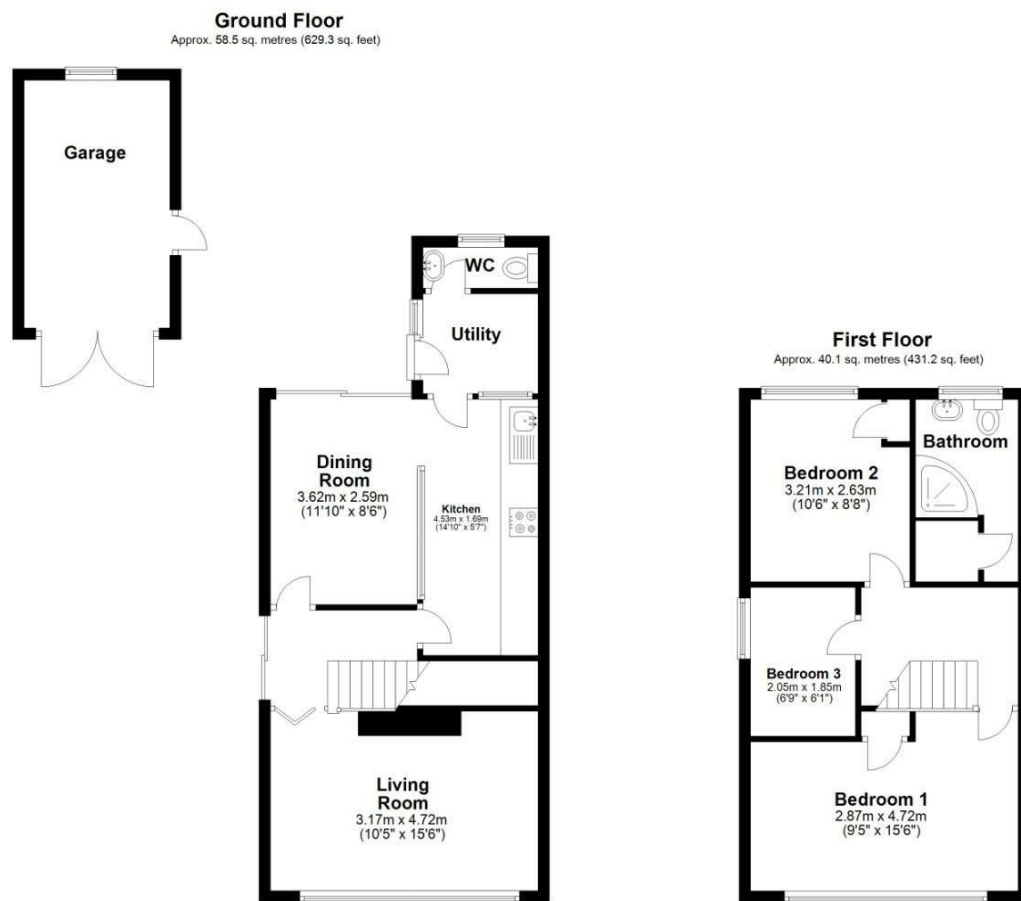 Ground Floor
Approx. 58.5 sq. metres (629.3 sq. feet)
Garage
WC
Utility
Dining
Room
3.62m x 2.59m
(11'10" x 8'6")
Kitchen
4.53m x 1.69m
(14'10" x 5'7")
Living
Room
3.17m x 4.72m
(10'5" x 15'6")
First Floor
Approx. 40.1 sq. metres (431.2 sq. feet)
Bathroom
Bedroom 2
3.21m x 2.63m
(10'6" x 8'8")
Bedroom 3
2.05m x 1.85m
(6'9" x 6'1")
Bedroom 1
2.87m x 4.72m
(9'5" x 15'6")